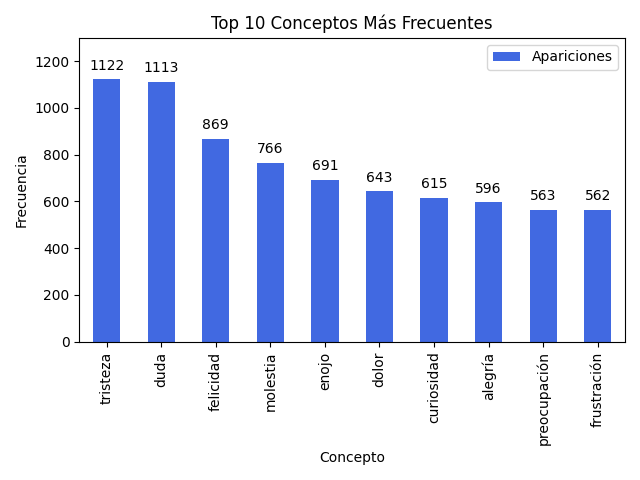 Top 10 Conceptos Más Frecuentes
Apariciones
Frecuencia
1200
1000
800
600
400
200
0
1122
1113
869
766
691
643
615
596
563
562
tristeza
duda
felicidad
molestia
enojo
dolor
curiosidad
alegría
preocupación
frustración
Concepto